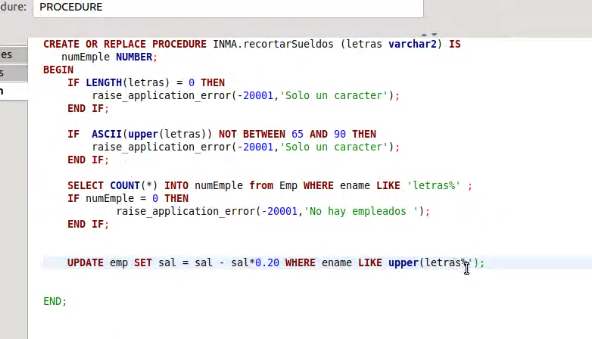 dure:
PROCEDURE
es
s
n
CREATE OR REPLACE PROCEDURE INMA.recortarSueldos (letras varchar2) IS
numEmple NUMBER;
BEGIN
IF LENGTH(letras) = 0 THEN
raise_application_error(-20001,'Solo un caracter');
END IF;
IF ASCII(upper(letras)) NOT BETWEEN 65 AND 90 THEN
raise_application_error(-20001,'Solo un caracter');
END IF;
SELECT COUNT(*) INTO numEmple from Emp WHERE ename LIKE 'letras%' ;
IF numEmple = 0 THEN
raise_application_error(-20001,'No hay empleados ');
END IF;
UPDATE emp SET sal = sal - sal*0.20 WHERE ename LIKE upper(letras%');
END;